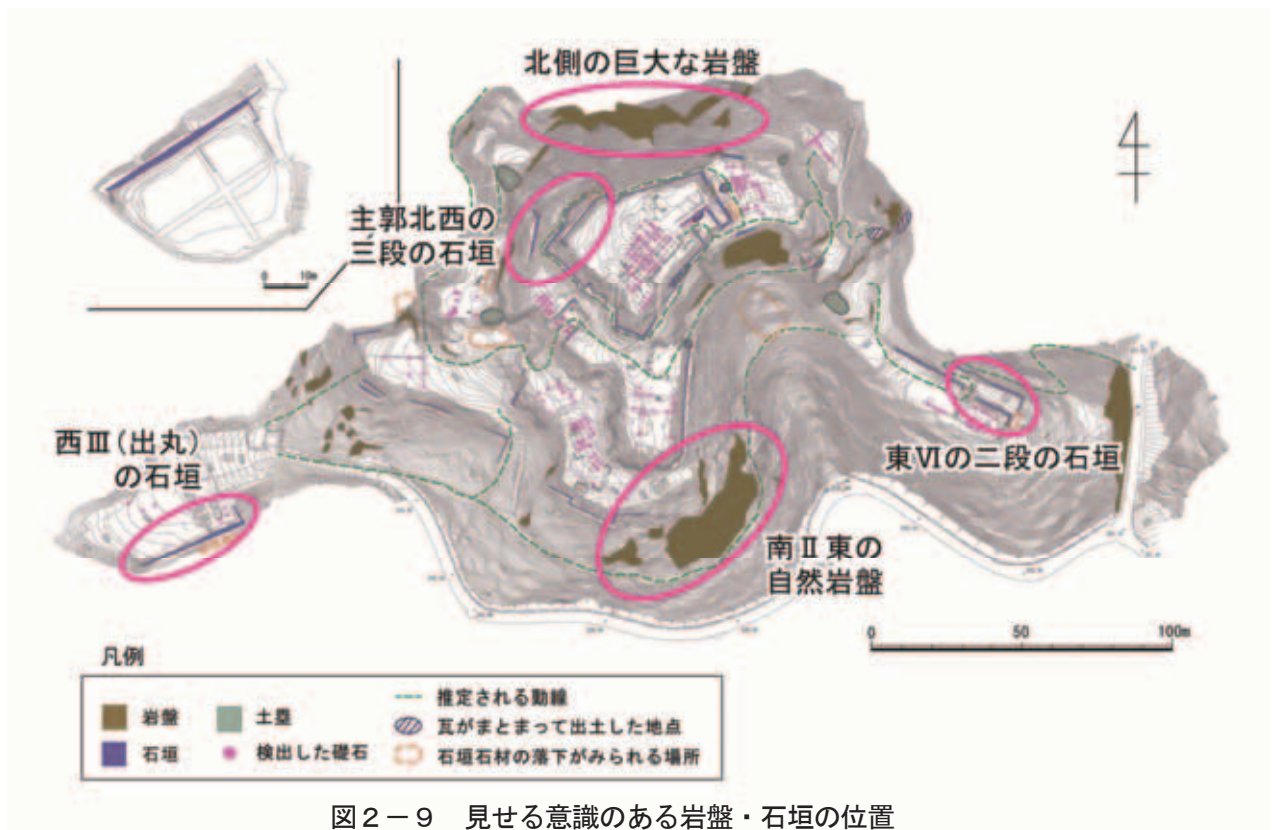 北側の巨大な岩盤
主郭北西の
三段の石垣
0 10m
西Ⅲ(出丸)
の石垣
東Ⅵの二段の石垣
南Ⅱ東の
自然岩盤
0 50 100m
凡例
岩盤
土塁
推定される動線
瓦がまとまって出土した地点
石垣
検出した礎石
石垣石材の落下がみられる場所
図2-9 見せる意識のある岩盤・石垣の位置